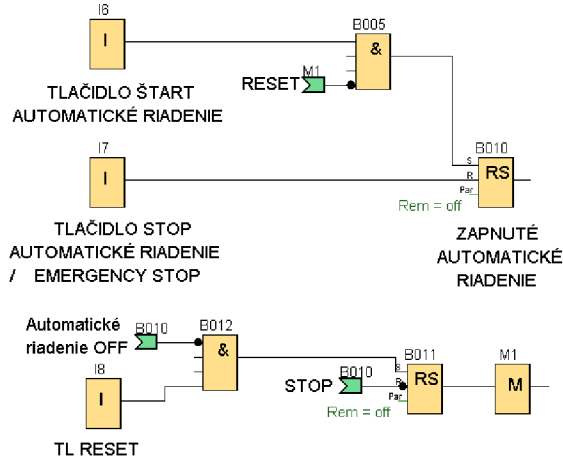 I6
I
TLAČIDLO ŠTART
AUTOMATICKÉ RIADENIE
B005
&
M1
RESET
I7
I
TLAČIDLO STOP
AUTOMATICKÉ RIADENIE
/ EMERGENCY STOP
B010
S
R
Par
RS
Rem = off
ZAPNUTÉ
AUTOMATICKÉ
RIADENIE
Automatické
riadenie OFF
B010
B012
&
I8
I
TL RESET
B010
STOP
B011
S
R
Par
RS
Rem = off
M1
M